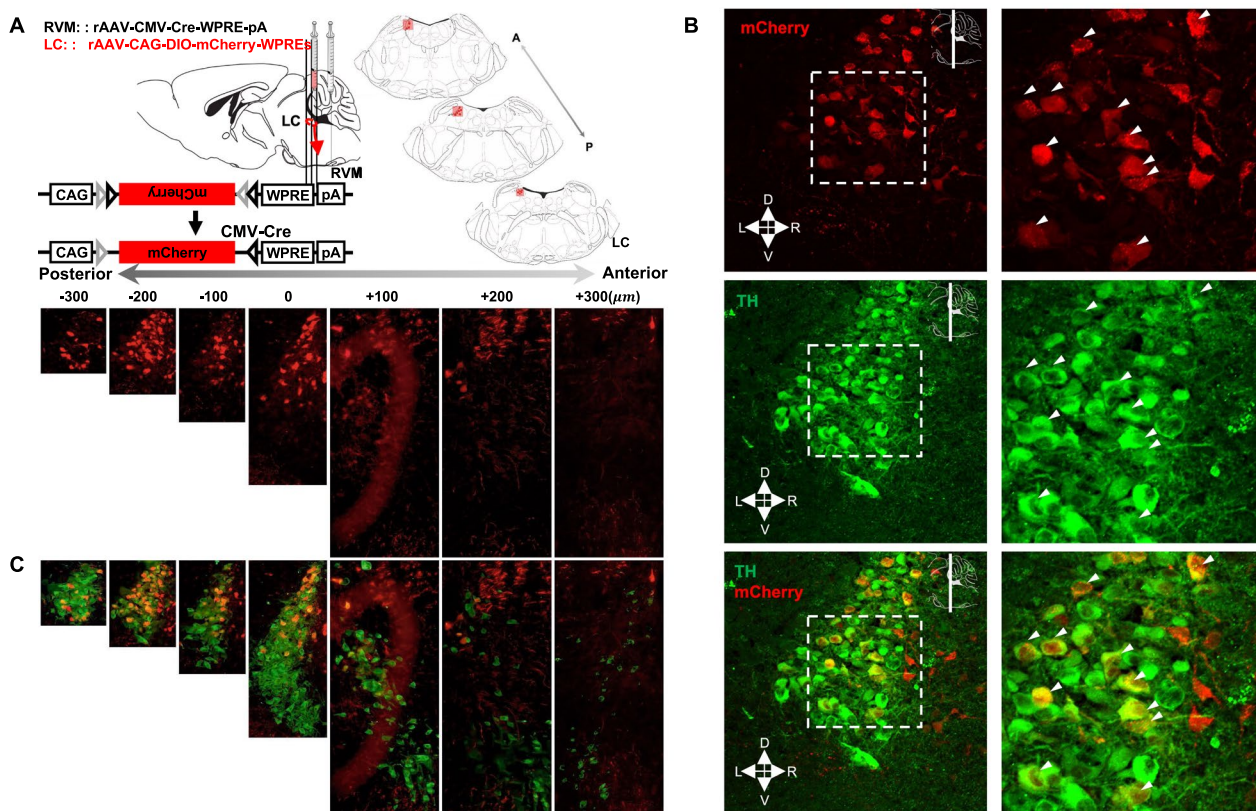 A
RVM: : rAAV-CMV-Cre-WPRE-pA
LC: : rAAV-CAG-DIO-mCherry-WPREs
A
P
LC
RVM
LC
CAG mCherry WPRE pA
CMV-Cre
CAG mCherry WPRE pA
Posterior Anterior
-300 -200 -100 0 +100 +200 +300(μm)
C
B
mCherry
D
L R
V
TH
D
L R
V
TH
mCherry
D
L R
V